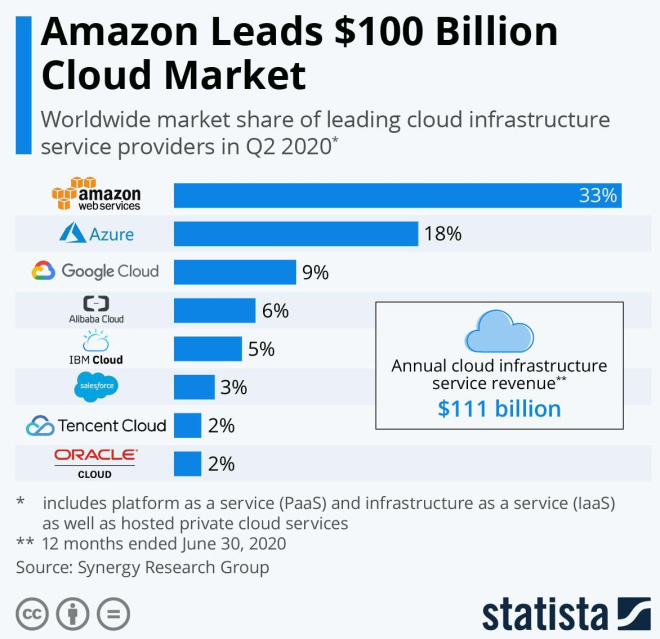 Amazon Leads $100 Billion
Cloud Market
Worldwide market share of leading cloud infrastructure
service providers in Q2 2020*
amazon
webservices
33%
Azure
18%
Google Cloud
9%
Alibaba Cloud
6%
IBM Cloud
5%
salesforce
3%
Tencent Cloud
2%
ORACLE®
CLOUD
2%
Annual cloud infrastructure
service revenue**
$111 billion
* includes platform as a service (PaaS) and infrastructure as a service (IaaS)
as well as hosted private cloud services
** 12 months ended June 30, 2020
Source: Synergy Research Group
cc
statista